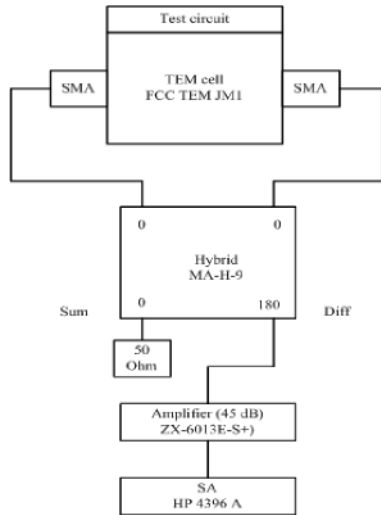 Test circuit
SMA
TEM cell
FCC TEM JM1
SMA
0
0
Hybrid
MA-H-9
0
180
Sum
Diff
50
Ohm
Amplifier (45 dB)
ZX-6013E-S+)
SA
HP 4396 A